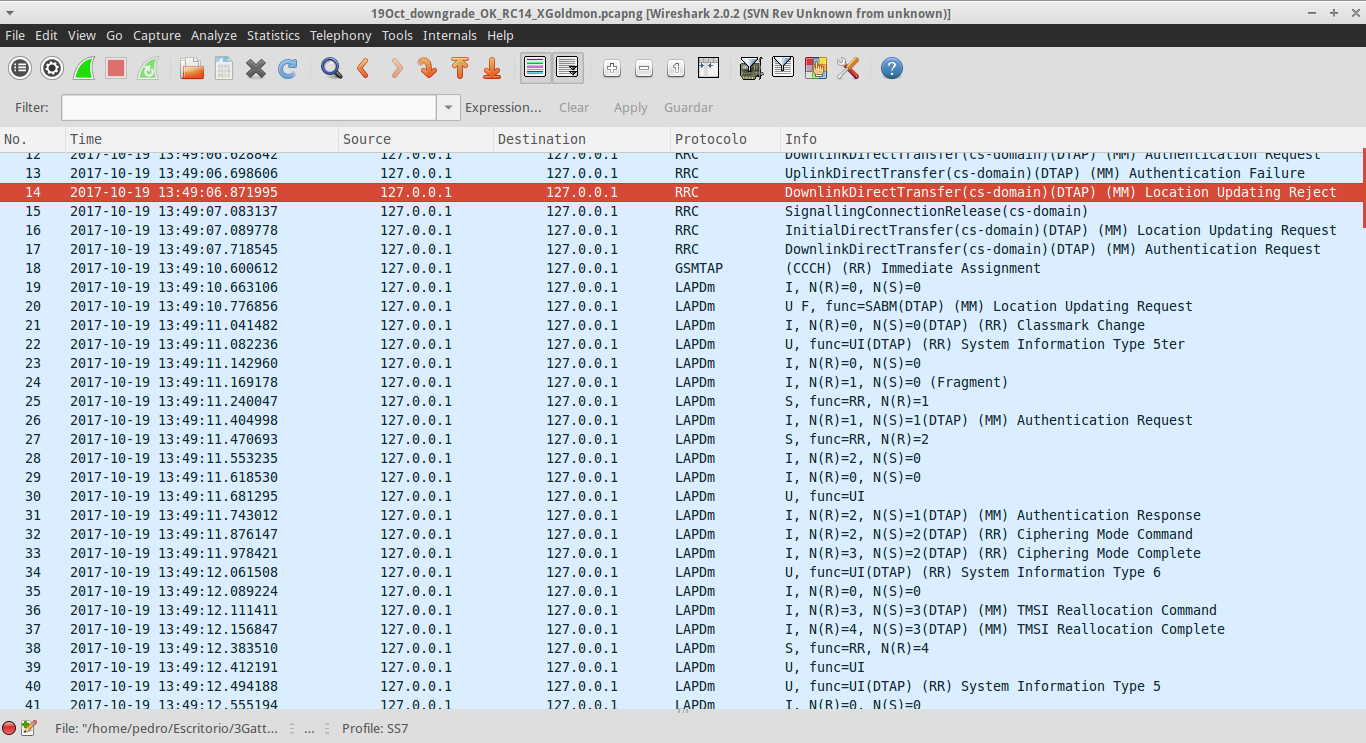 19Oct_downgrade_OK_RC14_XGoldmon.pcapng [Wireshark 2.0.2 (SVN Rev Unknown from unknown)]
File Edit View Go Capture Analyze Statistics Telephony Tools Internals Help
Filter: Expression... Clear Apply Guardar
No. Time Source Destination Protocolo Info
12 2017-10-19 13:49:06.628842 127.0.0.1 127.0.0.1 RRC DownlinkDirectTransfer(cs-domain)(DTAP) (MM) Authentication Request
13 2017-10-19 13:49:06.698606 127.0.0.1 127.0.0.1 RRC UplinkDirectTransfer(cs-domain)(DTAP) (MM) Authentication Failure
14 2017-10-19 13:49:06.871995 127.0.0.1 127.0.0.1 RRC DownlinkDirectTransfer(cs-domain)(DTAP) (MM) Location Updating Reject
15 2017-10-19 13:49:07.083137 127.0.0.1 127.0.0.1 RRC SignallingConnectionRelease(cs-domain)
16 2017-10-19 13:49:07.089778 127.0.0.1 127.0.0.1 RRC InitialDirectTransfer(cs-domain)(DTAP) (MM) Location Updating Request
17 2017-10-19 13:49:07.718545 127.0.0.1 127.0.0.1 RRC DownlinkDirectTransfer(cs-domain)(DTAP) (MM) Authentication Request
18 2017-10-19 13:49:10.600612 127.0.0.1 127.0.0.1 GSMTAP (CCCH) (RR) Immediate Assignment
19 2017-10-19 13:49:10.663106 127.0.0.1 127.0.0.1 LAPDm I, N(R)=0, N(S)=0
20 2017-10-19 13:49:10.776856 127.0.0.1 127.0.0.1 LAPDm U F, func=SABM(DTAP) (MM) Location Updating Request
21 2017-10-19 13:49:11.041482 127.0.0.1 127.0.0.1 LAPDm I, N(R)=0, N(S)=0(DTAP) (RR) Classmark Change
22 2017-10-19 13:49:11.082236 127.0.0.1 127.0.0.1 LAPDm U, func=UI(DTAP) (RR) System Information Type 5ter
23 2017-10-19 13:49:11.142960 127.0.0.1 127.0.0.1 LAPDm I, N(R)=0, N(S)=0
24 2017-10-19 13:49:11.169178 127.0.0.1 127.0.0.1 LAPDm I, N(R)=1, N(S)=0 (Fragment)
25 2017-10-19 13:49:11.240047 127.0.0.1 127.0.0.1 LAPDm S, func=RR, N(R)=1
26 2017-10-19 13:49:11.404998 127.0.0.1 127.0.0.1 LAPDm I, N(R)=1, N(S)=1(DTAP) (MM) Authentication Request
27 2017-10-19 13:49:11.470693 127.0.0.1 127.0.0.1 LAPDm S, func=RR, N(R)=2
28 2017-10-19 13:49:11.553235 127.0.0.1 127.0.0.1 LAPDm I, N(R)=2, N(S)=0
29 2017-10-19 13:49:11.618530 127.0.0.1 127.0.0.1 LAPDm I, N(R)=0, N(S)=0
30 2017-10-19 13:49:11.681295 127.0.0.1 127.0.0.1 LAPDm U, func=UI
31 2017-10-19 13:49:11.743012 127.0.0.1 127.0.0.1 LAPDm I, N(R)=2, N(S)=1(DTAP) (MM) Authentication Response
32 2017-10-19 13:49:11.876147 127.0.0.1 127.0.0.1 LAPDm I, N(R)=2, N(S)=2(DTAP) (RR) Ciphering Mode Command
33 2017-10-19 13:49:11.978421 127.0.0.1 127.0.0.1 LAPDm I, N(R)=3, N(S)=2(DTAP) (RR) Ciphering Mode Complete
34 2017-10-19 13:49:12.061508 127.0.0.1 127.0.0.1 LAPDm U, func=UI(DTAP) (RR) System Information Type 6
35 2017-10-19 13:49:12.089224 127.0.0.1 127.0.0.1 LAPDm I, N(R)=0, N(S)=0
36 2017-10-19 13:49:12.111411 127.0.0.1 127.0.0.1 LAPDm I, N(R)=3, N(S)=3(DTAP) (MM) TMSI Reallocation Command
37 2017-10-19 13:49:12.156847 127.0.0.1 127.0.0.1 LAPDm I, N(R)=4, N(S)=3(DTAP) (MM) TMSI Reallocation Complete
38 2017-10-19 13:49:12.383510 127.0.0.1 127.0.0.1 LAPDm S, func=RR, N(R)=4
39 2017-10-19 13:49:12.412191 127.0.0.1 127.0.0.1 LAPDm U, func=UI
40 2017-10-19 13:49:12.494188 127.0.0.1 127.0.0.1 LAPDm U, func=UI(DTAP) (RR) System Information Type 5
41 2017-10-19 13:49:12.555194 127.0.0.1 127.0.0.1 LAPDm I, N(R)=0, N(S)=0
File: "/home/pedro/Escritorio/3Gatt... ... Profile: SS7